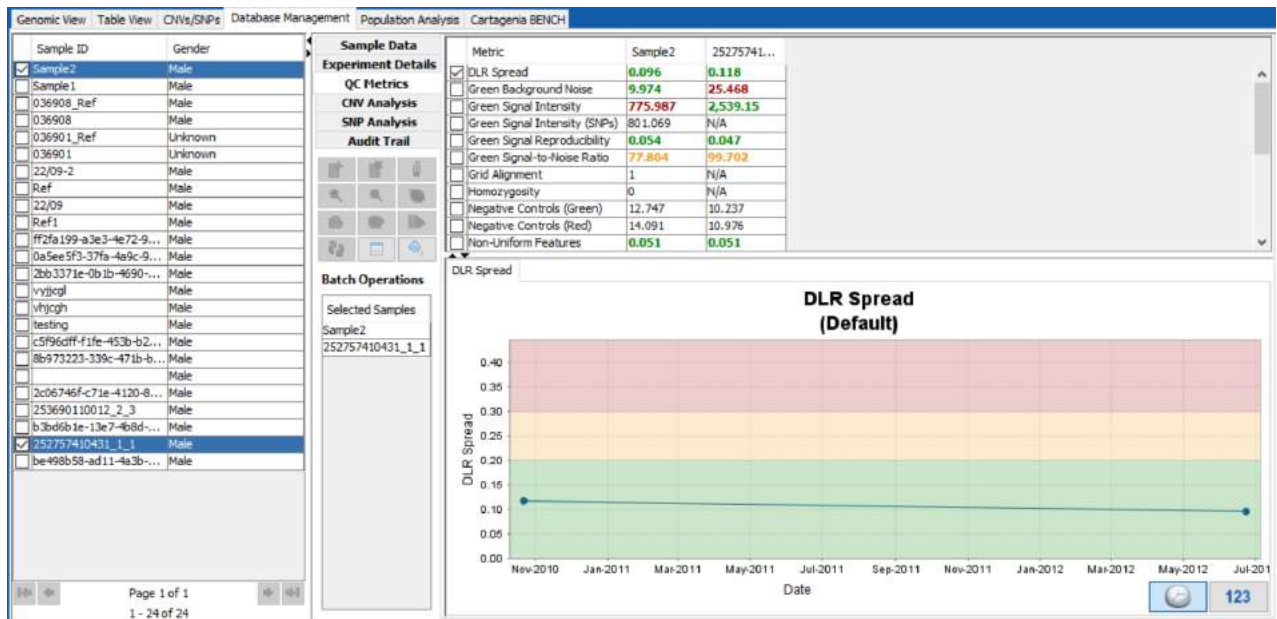 Genomic View Table View CNVs/SNPs Database Management Population Analysis Cartagenia BENCH
Sample ID Gender
Sample2 Male
Sample1 Male
036908_Ref Male
036908 Male
036901_Ref Unknown
036901 Unknown
22/09-2 Male
Ref Male
22/09 Male
Ref1 Male
ff2fa199-a3e3-4e72-9... Male
0a5ee5f3-37fa-4a9c-9... Male
2bb3371e-0b1b-4690-... Male
vyjjcgl Male
vhjcgh Male
testing Male
c5f96dff-f1fe-453b-b2... Male
8b973223-339c-471b-b... Male
Male
2c06746f-c71e-4120-8... Male
253690110012_2_3 Male
b3bd6b1e-13e7-4b8d-... Male
252757410431_1_1 Male
be498b58-ad11-4a3b-... Male
Page 1 of 1
1 - 24 of 24
Sample Data
Experiment Details
QC Metrics
CNV Analysis
SNP Analysis
Audit Trail
Batch Operations
Selected Samples
Sample2
252757410431_1_1
Metric Sample2 25275741...
DLR Spread 0.096 0.118
Green Background Noise 9.974 25.468
Green Signal Intensity 775.987 2,539.15
Green Signal Intensity (SNPs) 801.069 N/A
Green Signal Reproducibility 0.054 0.047
Green Signal-to-Noise Ratio 77.804 99.702
Grid Alignment 1 N/A
Homozygosity 0 N/A
Negative Controls (Green) 12.747 10.237
Negative Controls (Red) 14.091 10.976
Non-Uniform Features 0.051 0.051
DLR Spread
DLR Spread
(Default)
DLR Spread
0.40
0.35
0.30
0.25
0.20
0.15
0.10
0.05
0.00
Nov-2010 Jan-2011 Mar-2011 May-2011 Jul-2011 Sep-2011 Nov-2011 Jan-2012 Mar-2012 May-2012 Jul-201
Date
123